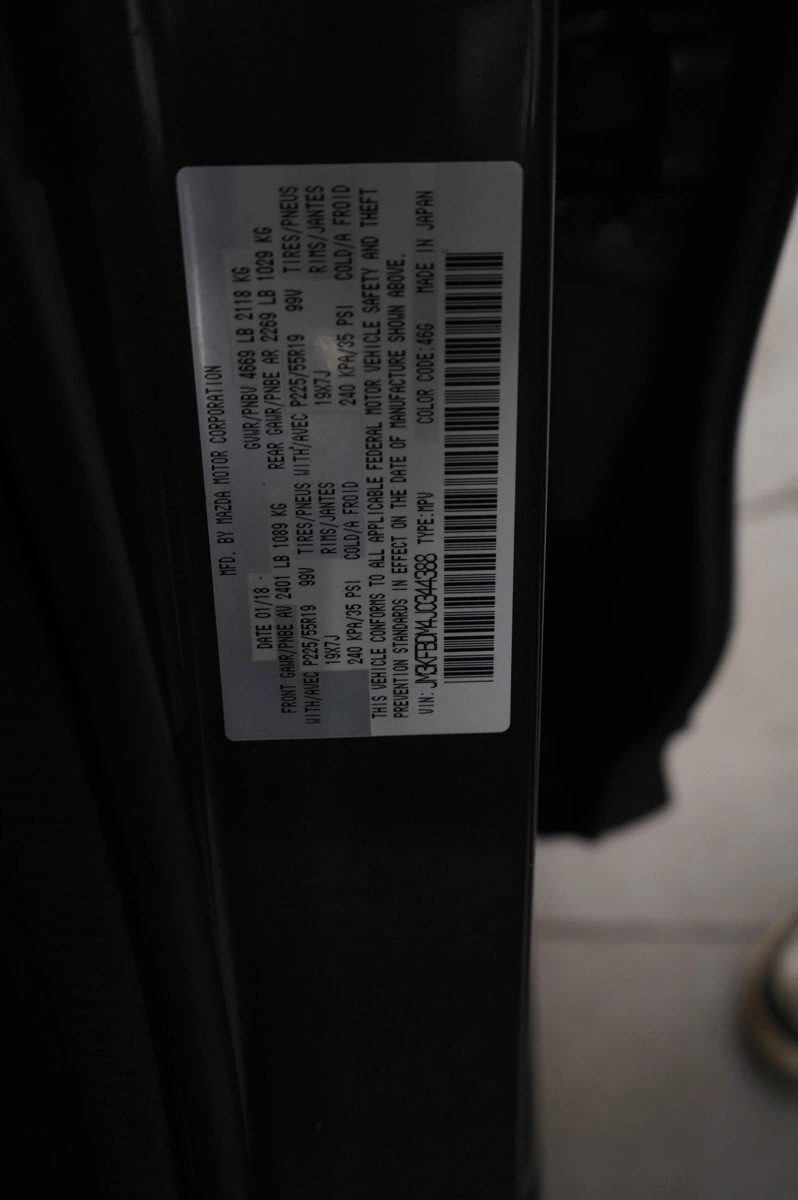 MFD. BY MAZDA MOTOR CORPORATION
DATE 01/18 - GVWR/PNBV 4669 LB 2118 KG
FRONT GAWR/PNBE AV 2401 LB 1089 KG REAR GAWR/PNBE AR 2269 LB 1029 KG
WITH/AVEC P225/55R19 99V TIRES/PNEUS WITH/AVEC P225/55R19 99V TIRES/PNEUS
19X7J RIMS/JANTES 19X7J RIMS/JANTES
240 KPA/35 PSI COLD/A FROID 240 KPA/35 PSI COLD/A FROID
THIS VEHICLE CONFORMS TO ALL APPLICABLE FEDERAL MOTOR VEHICLE SAFETY AND THEFT
PREVENTION STANDARDS IN EFFECT ON THE DATE OF MANUFACTURE SHOWN ABOVE.
VIN: JM3KFBDM4J0344388 TYPE:MPV COLOR CODE:46G MADE IN JAPAN